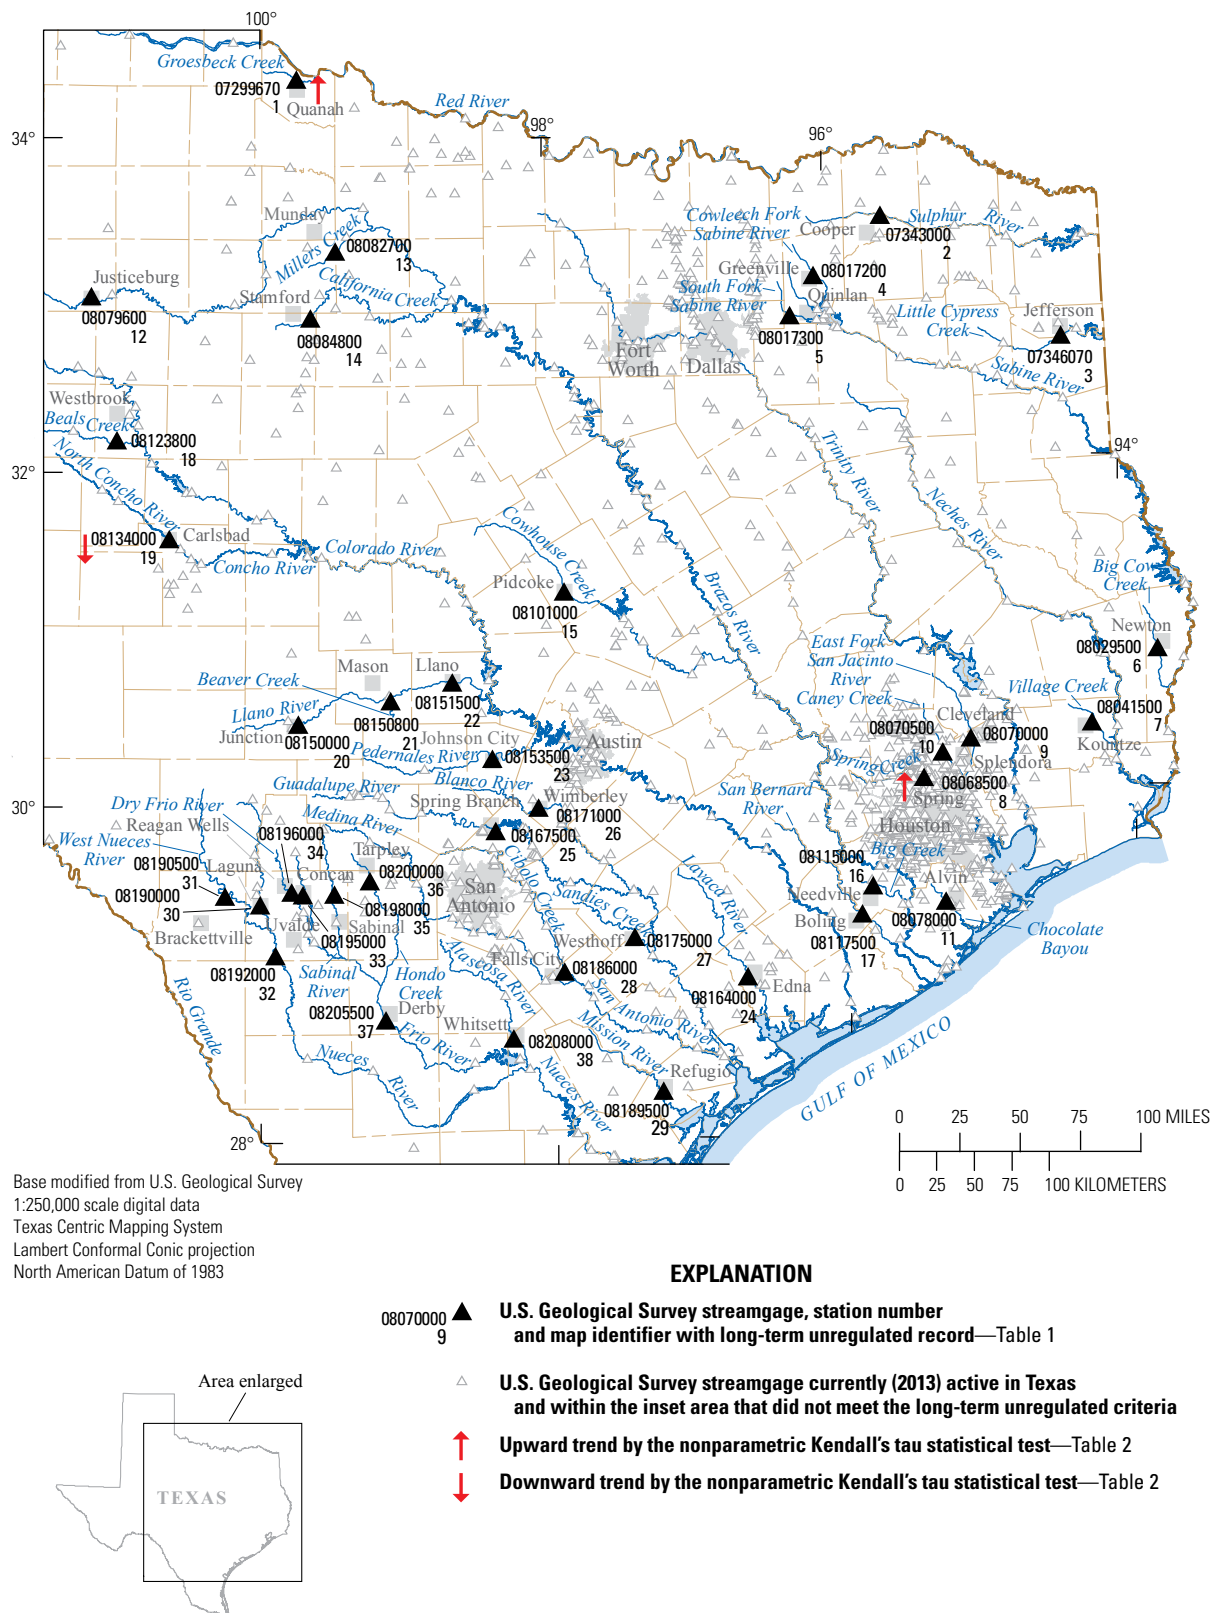 100°
Groesbeck Creek
07299670
1
Quanah
Red River
34°
98°
96°
Munday
Millers Creek
08082700
13
Cowleech Fork
Sabine River
Cooper
Sulphur River
07343000
2
Justiceburg
08079600
12
Stamford
California Creek
08084800
14
Greenville
08017200
4
South Fork
Sabine River
Quinlan
08017300
5
Little Cypress
Creek
Jefferson
07346070
3
Sabine River
Fort
Worth
Dallas
Westbrook
Beals Creek
08123800
18
North Concho River
32°
94°
Trinity River
Neches River
08134000
19
Carlsbad
Concho River
Colorado River
Cowhouse Creek
Pidcoke
08101000
15
Brazos River
Big Cow
Creek
Newton
08029500
6
East Fork
San Jacinto
River
Caney Creek
Village Creek
08041500
7
Kountze
Mason
Llano
Beaver Creek
08151500
22
Llano River
08150800
21
Junction
08150000
20
Johnson City
Pedernales River
08153500
23
Austin
Cleveland
08070500
10
08070000
9
Splendora
Spring Creek
08068500
8
Spring
Blanco River
Guadalupe River
Wimberley
Spring Branch
08171000
26
30°
San Bernard
River
Dry Frio River
Reagan Wells
Medina River
08167500
25
Houston
West Nueces
River
08196000
34
Tarpley
Big Creek
08190500
31
Laguna
Concan
08200000
36
Cibolo Creek
San
Antonio
Lavaca River
08115000
16
Alvin
08190000
30
08198000
35
Sandies Creek
Needville
Boling
08078000
11
Brackettville
Uvalde
Sabinal
08195000
33
Westhoff
08175000
27
08117500
17
Chocolate
Bayou
08192000
32
Sabinal
River
Hondo
Creek
Atascosa River
Falls City
08186000
28
Edna
08164000
24
Rio Grande
08205500
37
Derby
Whitsett
San Antonio River
Frio River
08208000
38
Mission River
Nueces River
Nueces River
Refugio
08189500
29
GULF OF MEXICO
28°
0 25 50 75 100 MILES
0 25 50 75 100 KILOMETERS
Base modified from U.S. Geological Survey
1:250,000 scale digital data
Texas Centric Mapping System
Lambert Conformal Conic projection
North American Datum of 1983
EXPLANATION
08070000
9
U.S. Geological Survey streamgage, station number
and map identifier with long-term unregulated record—Table 1
U.S. Geological Survey streamgage currently (2013) active in Texas
and within the inset area that did not meet the long-term unregulated criteria
Upward trend by the nonparametric Kendall's tau statistical test—Table 2
Downward trend by the nonparametric Kendall's tau statistical test—Table 2
Area enlarged
TEXAS